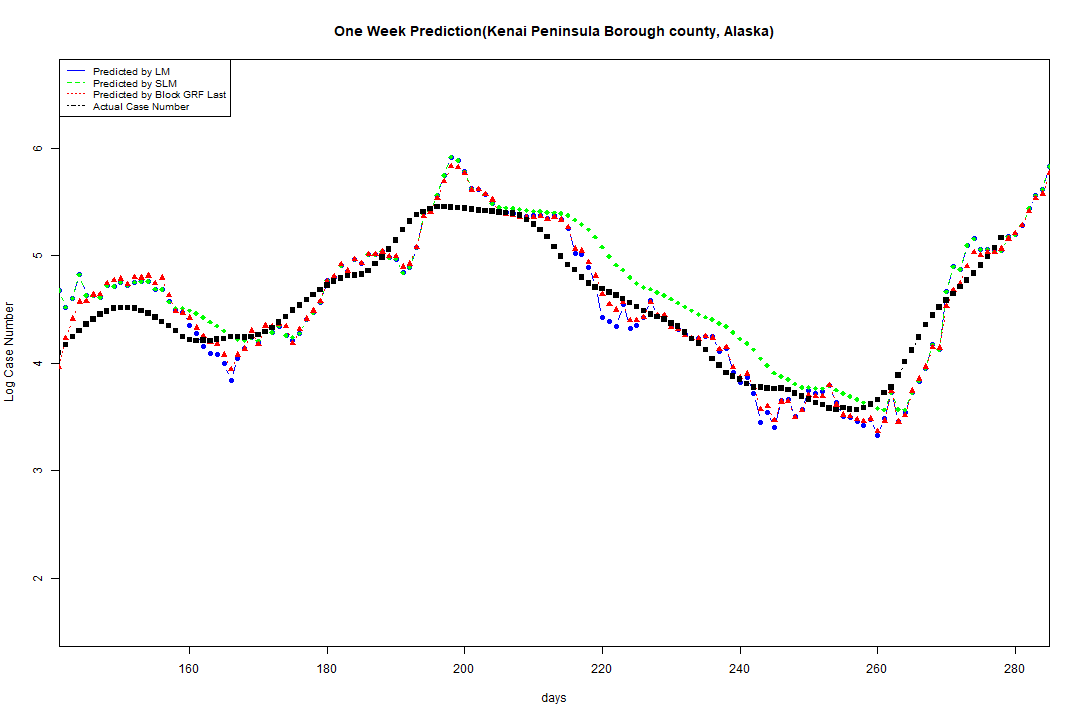 One Week Prediction(Kenai Peninsula Borough county, Alaska)
Predicted by LM
Predicted by SLM
Predicted by Block GRF Last
Actual Case Number
Log Case Number
6
5
4
3
2
160
180
200
220
240
260
280
days